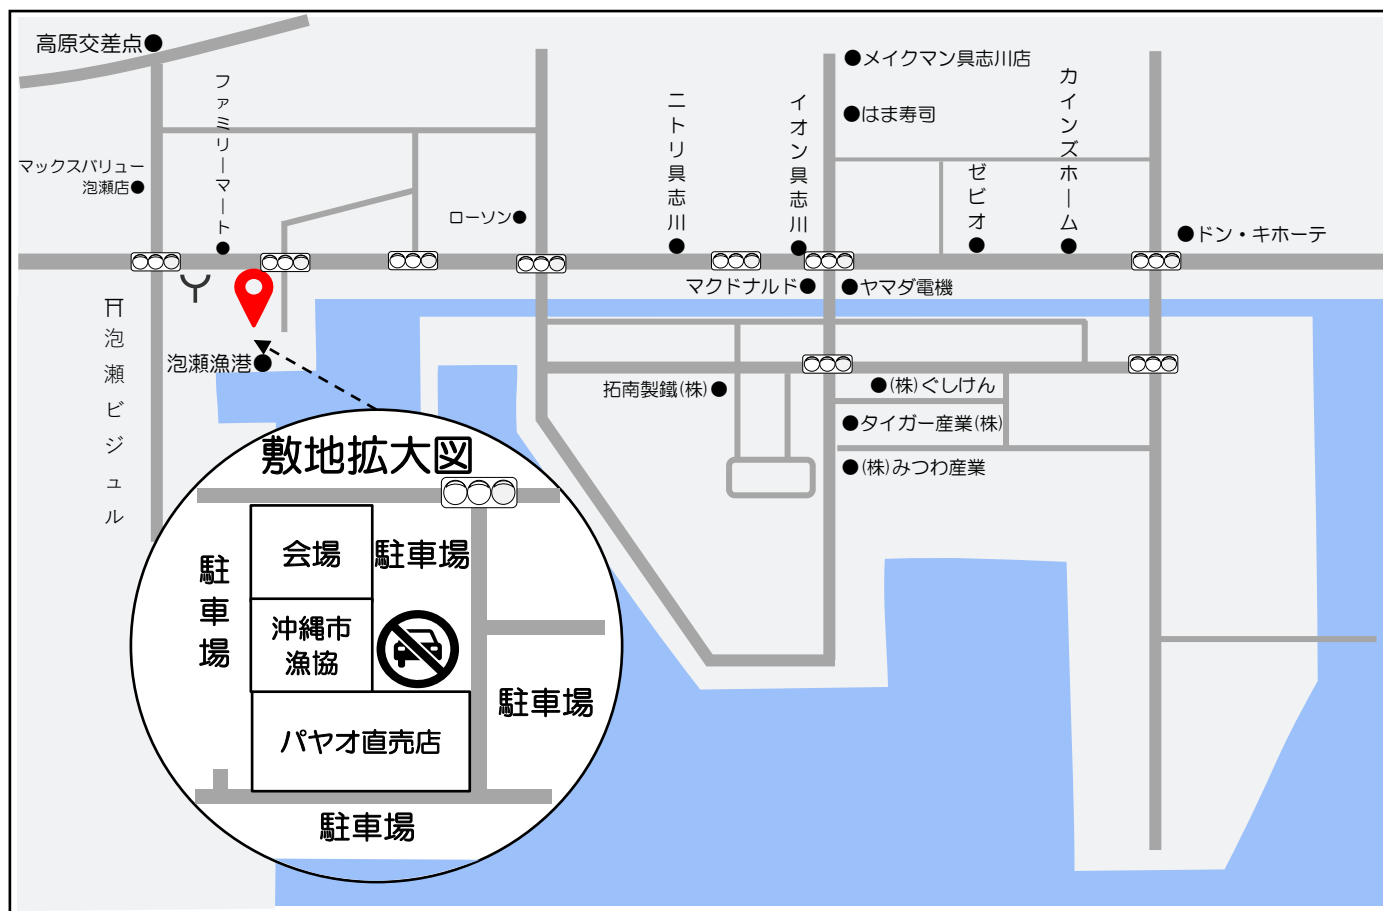 高原交差点
ファミリーマート
マックスバリュー
泡瀬店
ローソン
ニトリ具志川
イオン具志川
メイクマン具志川店
はま寿司
ゼビオ
カインズホーム
ドン・キホーテ
マクドナルド
ヤマダ電機
泡瀬ビジュル
泡瀬漁港
拓南製鐵(株)
(株)ぐしけん
タイガー産業(株)
(株)みつわ産業
敷地拡大図
会場
駐車場
駐車場
沖縄市
漁協
駐車場
パヤオ直売店
駐車場